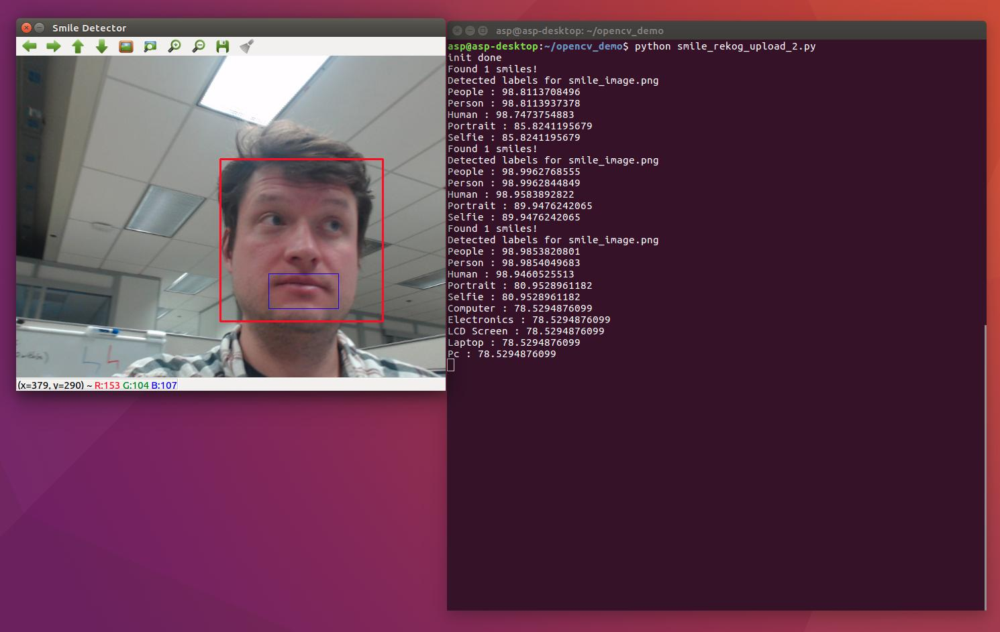 Smile Detector
(x=379, y=290) ~ R:153 G:104 B:107
asp@asp-desktop: ~/opencv_demo
asp@asp-desktop:~/opencv_demo$ python smile_rekog_upload_2.py
init done
Found 1 smiles!
Detected labels for smile_image.png
People : 98.8113708496
Person : 98.8113937378
Human : 98.7473754883
Portrait : 85.8241195679
Selfie : 85.8241195679
Found 1 smiles!
Detected labels for smile_image.png
People : 98.9962768555
Person : 98.9962844849
Human : 98.9583892822
Portrait : 89.9476242065
Selfie : 89.9476242065
Found 1 smiles!
Detected labels for smile_image.png
People : 98.9853820801
Person : 98.9854049683
Human : 98.9460525513
Portrait : 80.9528961182
Selfie : 80.9528961182
Computer : 78.5294876099
Electronics : 78.5294876099
LCD Screen : 78.5294876099
Laptop : 78.5294876099
Pc : 78.5294876099